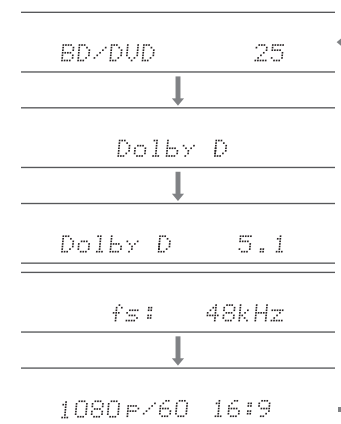 BD/DVD 25
Dolby D
Dolby D 5.1
fs: 48kHz
1080p/60 16:9